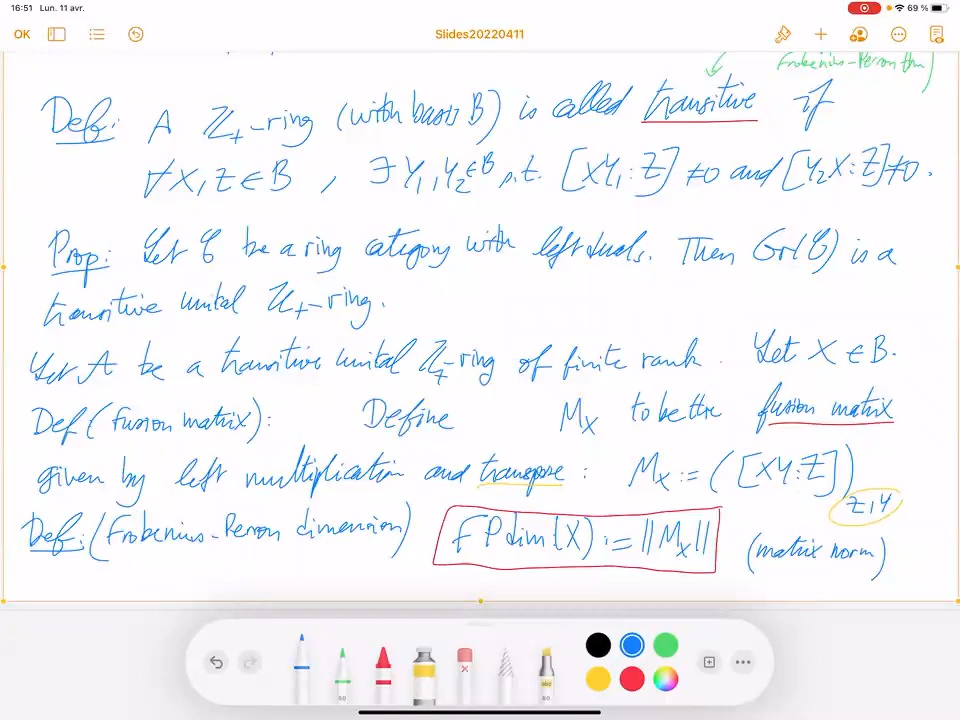 16:51 Lun. 11 avr.
69 %
OK
Slides20220411
Frobenius-Perron thm)
Def: A ℤ₊-ring (with basis B) is called transitive if
∀X,Z ∈ B, ∃ Y₁,Y₂ ∈ B s.t. [XY₁:Z] ≠ 0 and [Y₂X:Z] ≠ 0.
Prop: Let 𝒞 be a ring category with left duals. Then Gr(𝒞) is a
transitive unital ℤ₊-ring.
Let A be a transitive unital ℤ₊-ring of finite rank. Let X ∈ B.
Def (fusion matrix): Define M_X to be the fusion matrix
given by left multiplication and transpose: M_X := ([XY:Z])_{Z,Y}
Def: (Frobenius-Perron dimension) FPdim(X) := ||M_X|| (matrix norm)